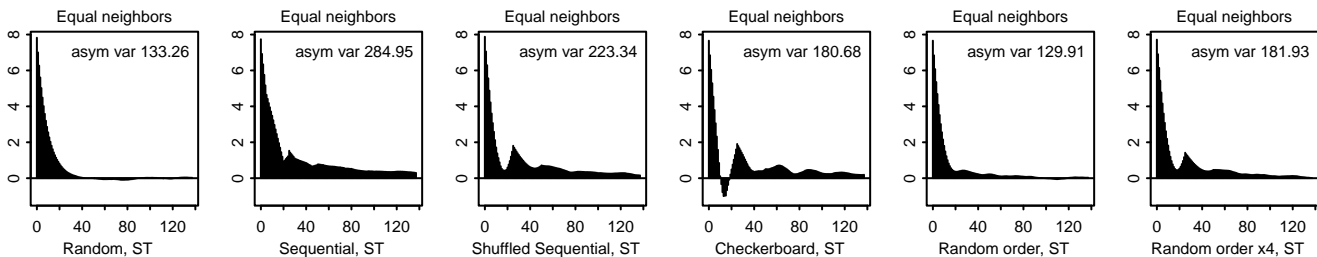 Equal neighbors
asym var 133.26
8
6
4
2
0
0 40 80 120
Random, ST
Equal neighbors
asym var 284.95
8
6
4
2
0
0 40 80 120
Sequential, ST
Equal neighbors
asym var 223.34
8
6
4
2
0
0 40 80 120
Shuffled Sequential, ST
Equal neighbors
asym var 180.68
8
6
4
2
0
0 40 80 120
Checkerboard, ST
Equal neighbors
asym var 129.91
8
6
4
2
0
0 40 80 120
Random order, ST
Equal neighbors
asym var 181.93
8
6
4
2
0
0 40 80 120
Random order x4, ST